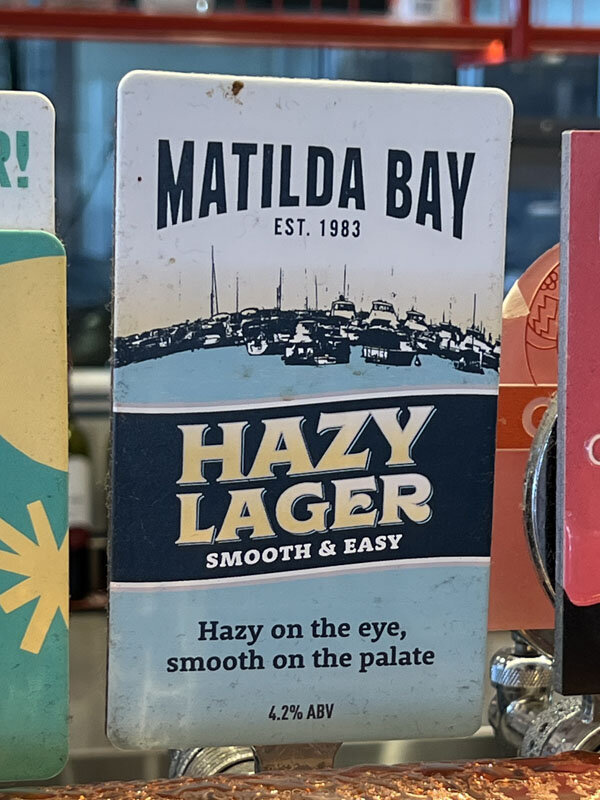 MATILDA BAY
EST. 1983
HAZY
LAGER
SMOOTH & EASY
Hazy on the eye,
smooth on the palate
4.2% ABV
R!